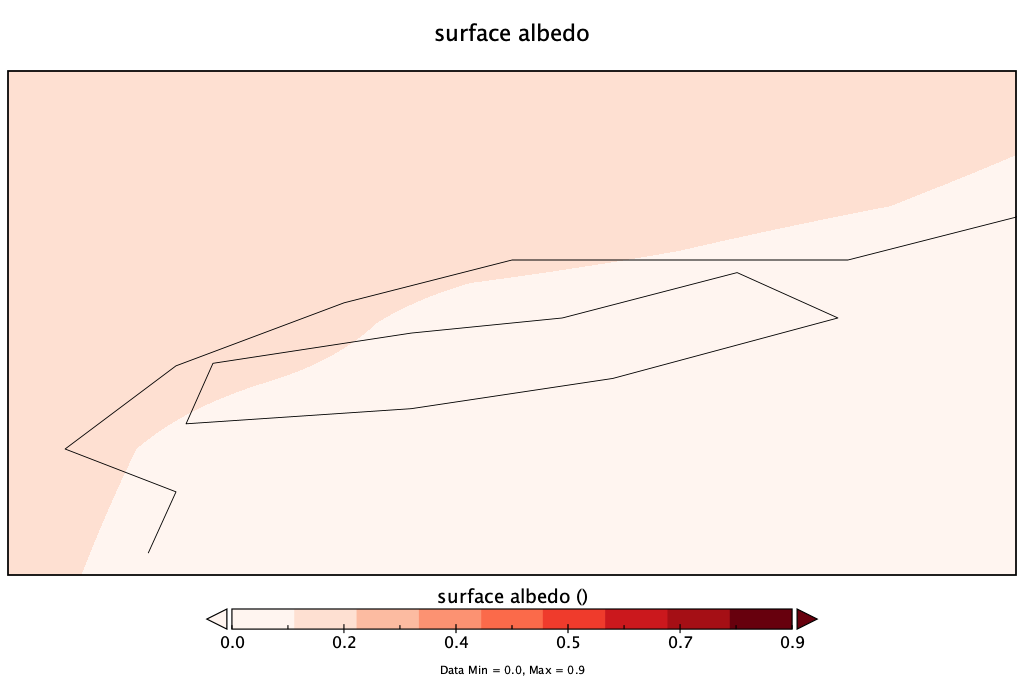 surface albedo
surface albedo ()
0.0 0.2 0.4 0.5 0.7 0.9
Data Min = 0.0, Max = 0.9